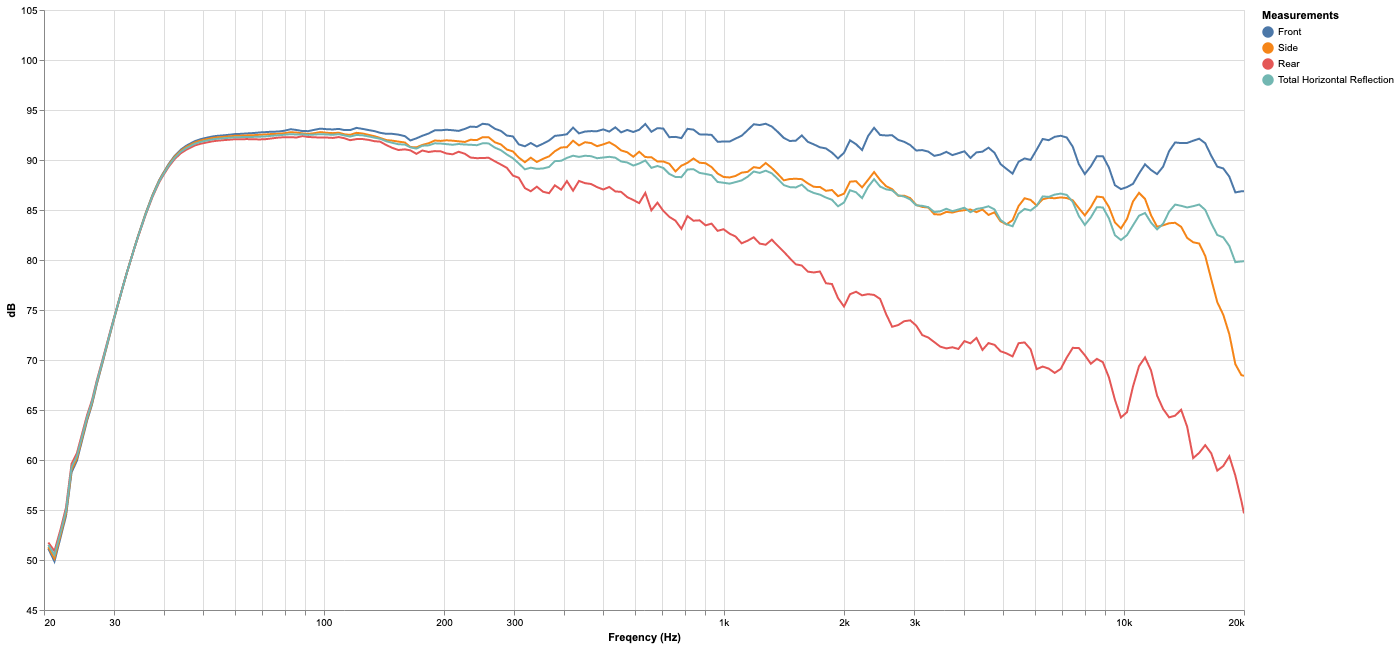 105
100
95
90
85
80
75
70
65
60
55
50
45
dB
20 30 100 200 300 1k 2k 3k 10k 20k
Freqency (Hz)
Measurements
Front
Side
Rear
Total Horizontal Reflection